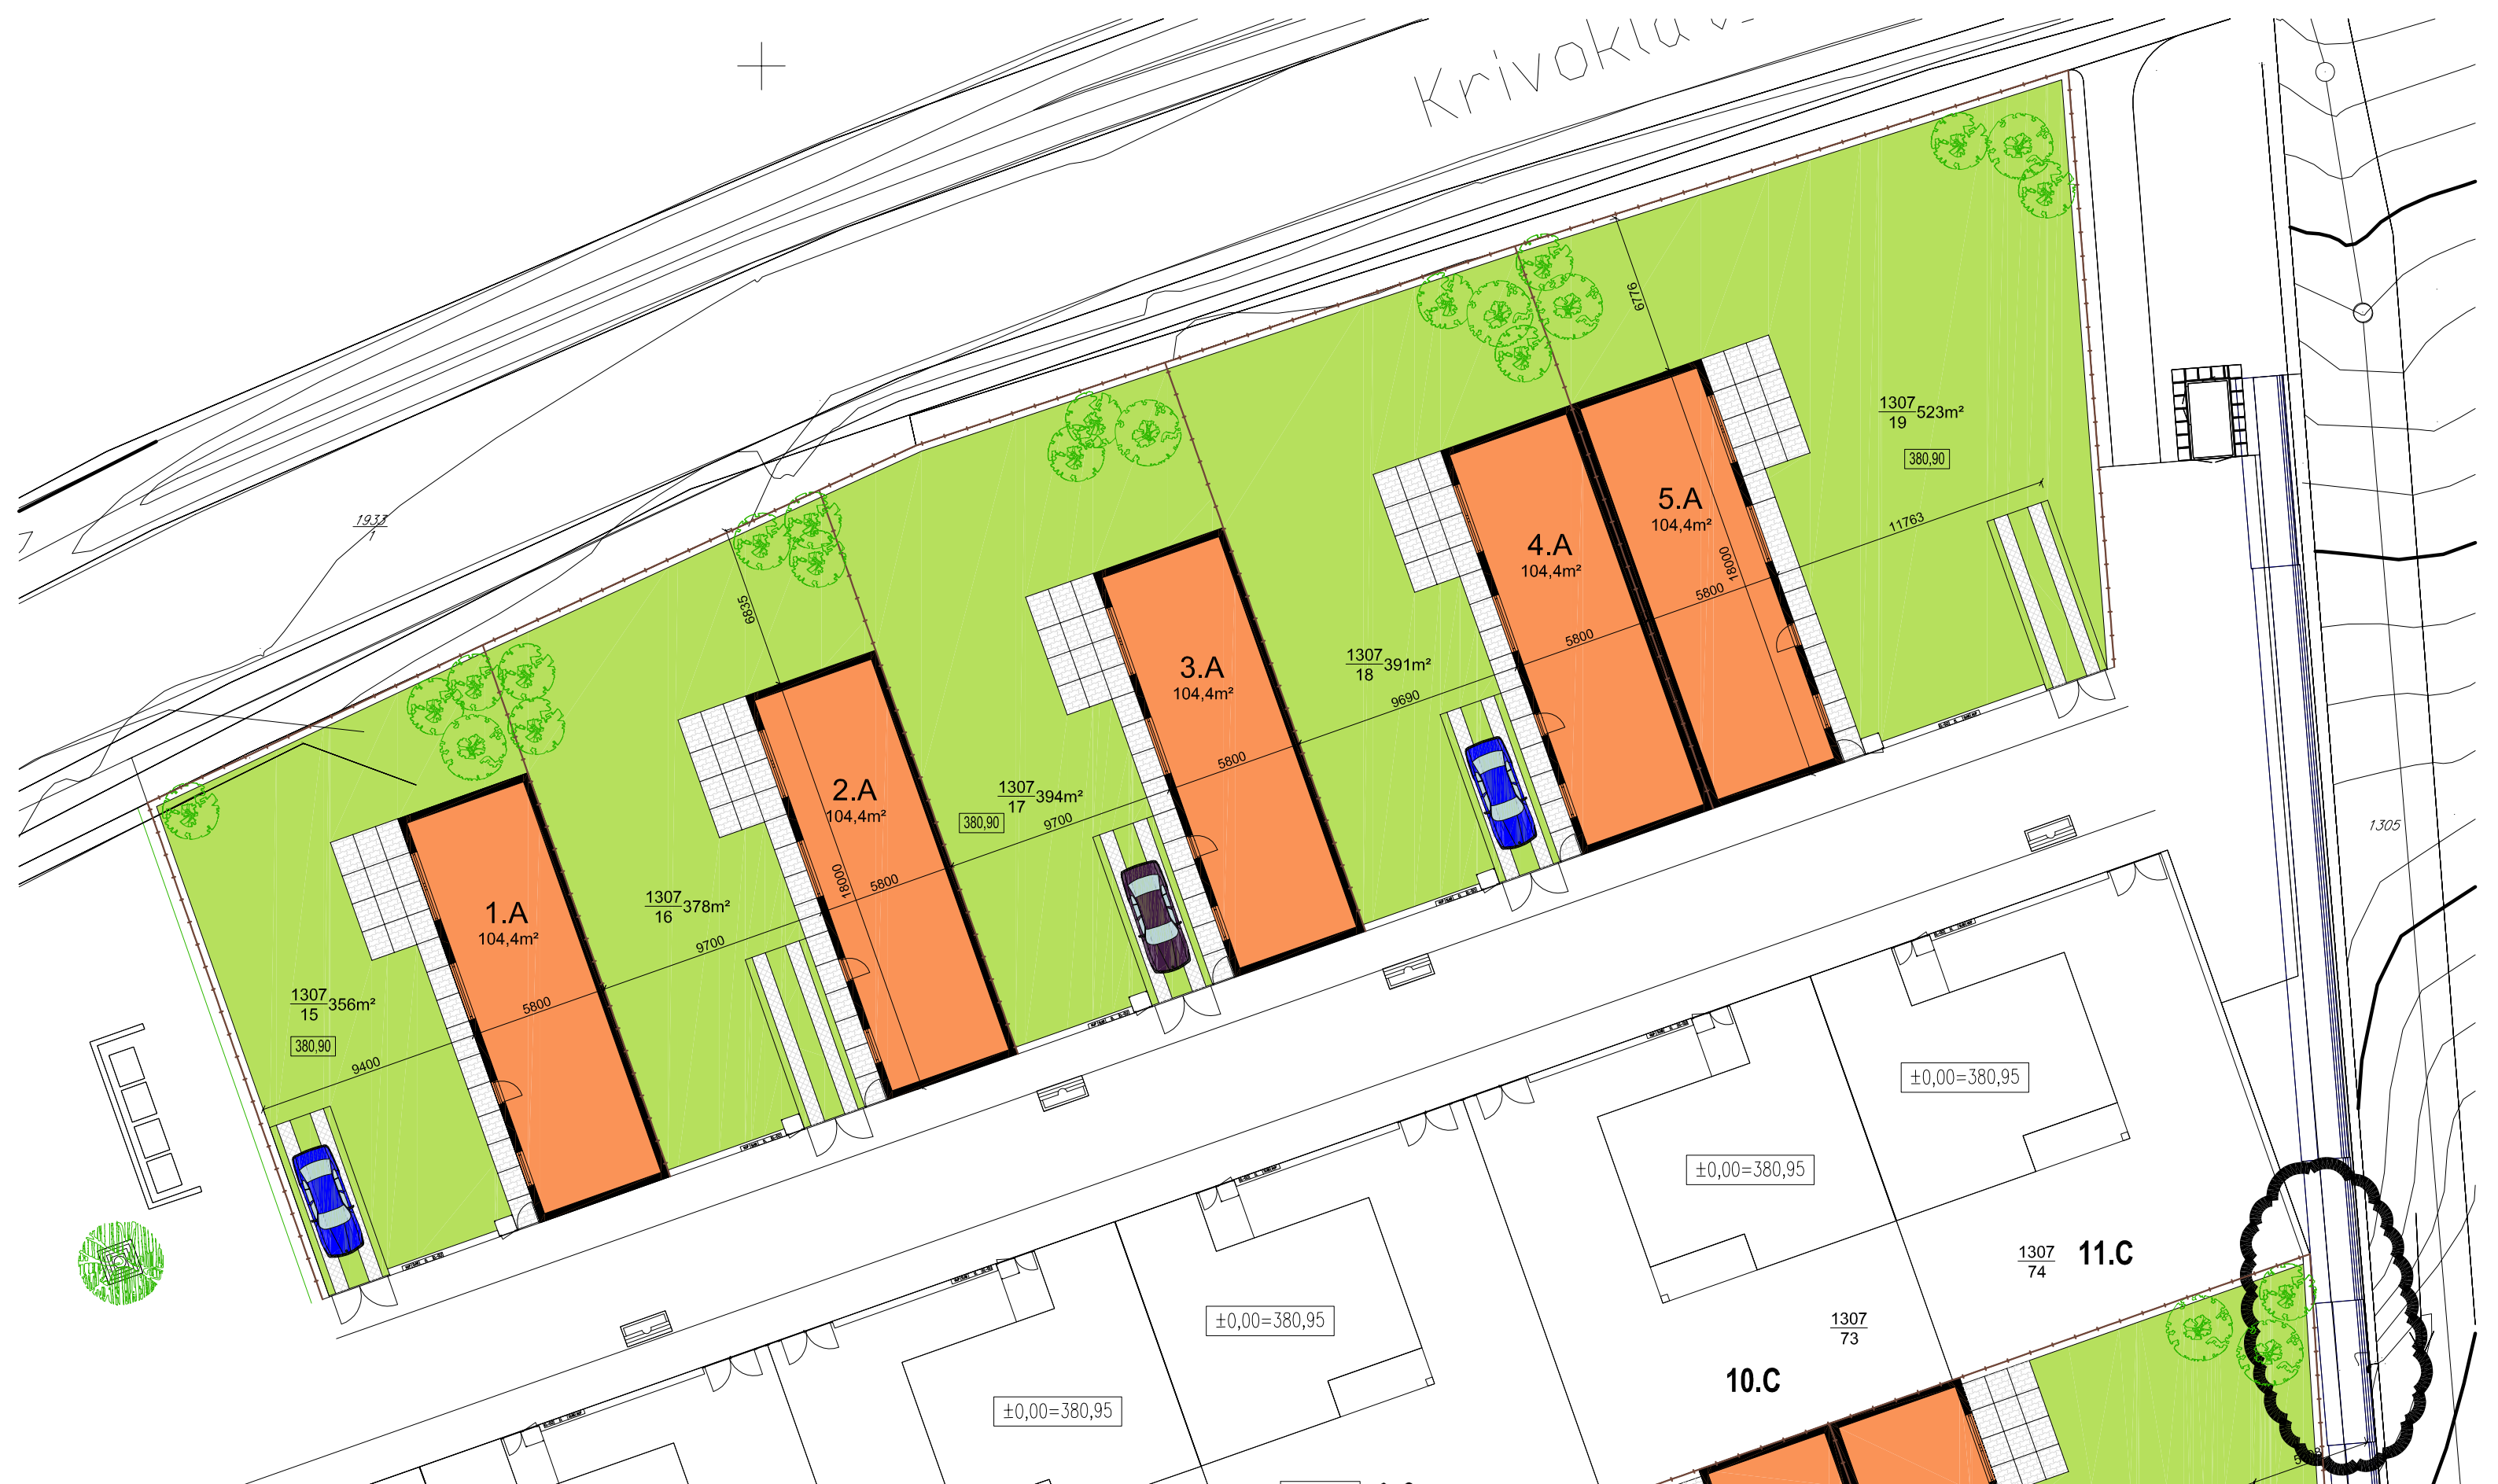 Krivoklá
1933
1
1307
19
523m²
380,90
6776
5.A
104,4m²
4.A
104,4m²
11763
18000
5800
5800
6835
3.A
104,4m²
1307
18
391m²
9690
5800
2.A
104,4m²
1307
17
394m²
380,90
9700
1305
18000
5800
1.A
104,4m²
1307
16
378m²
9700
1307
15
356m²
380,90
5800
9400
±0,00=380,95
±0,00=380,95
1307
74
11.C
1307
73
±0,00=380,95
10.C
±0,00=380,95